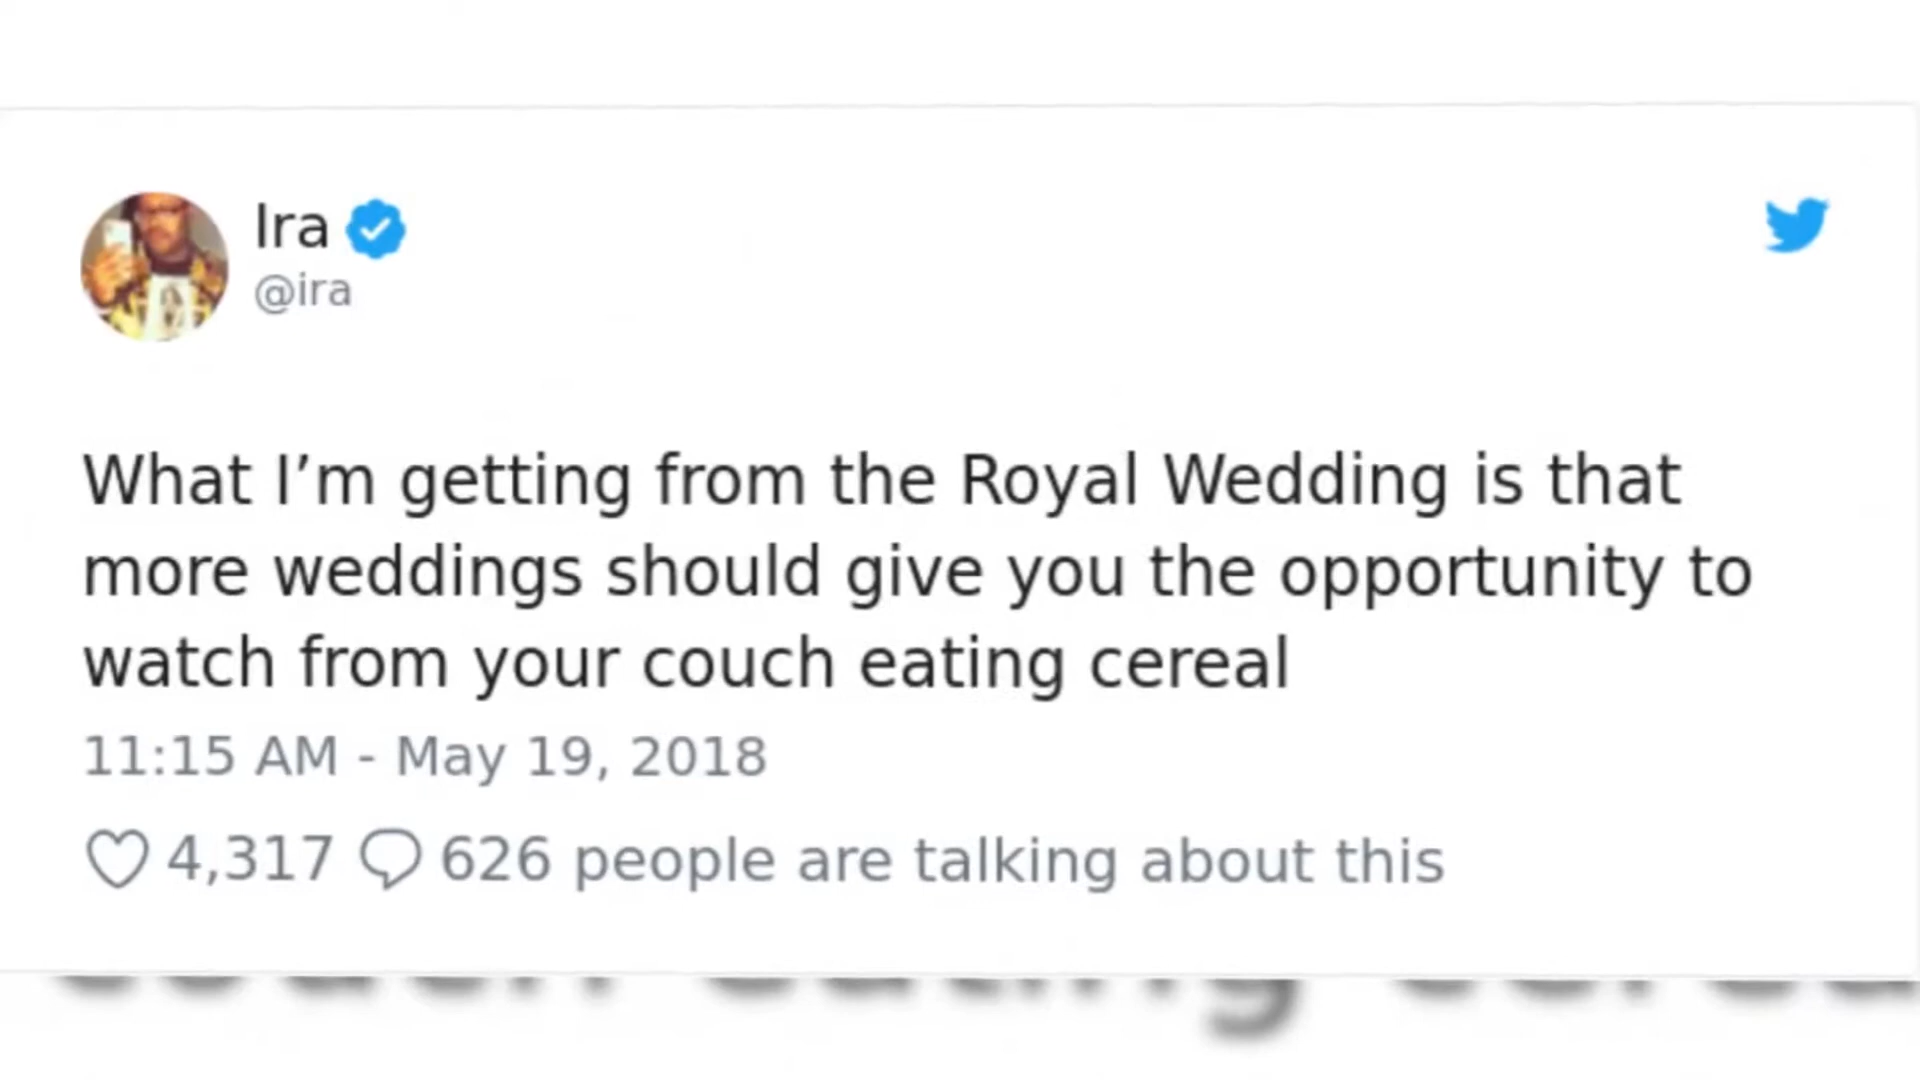 Ira
@ira
What I’m getting from the Royal Wedding is that
more weddings should give you the opportunity to
watch from your couch eating cereal
11:15 AM - May 19, 2018
4,317 626 people are talking about this